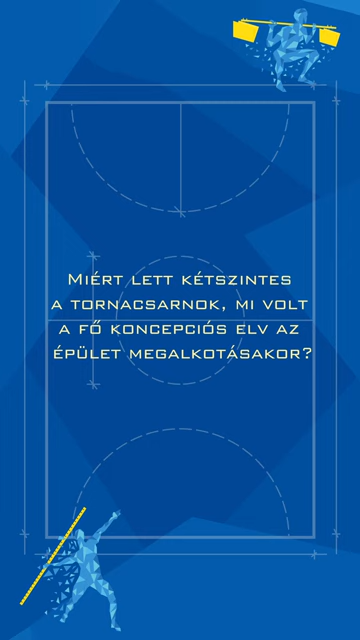 Miért lett kétszintes
a tornacsarnok, mi volt
a fő koncepciós elv az
épület megalkotásakor?